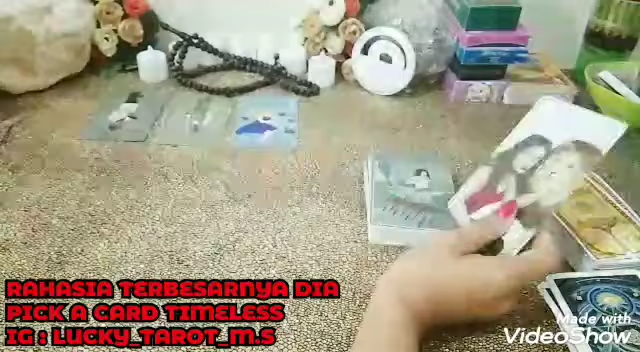 RAHASIA TERBESARNYA DIA
PICK A CARD TIMELESS
IG : LUCKY_TAROT_M.S
Made with
VideoShow